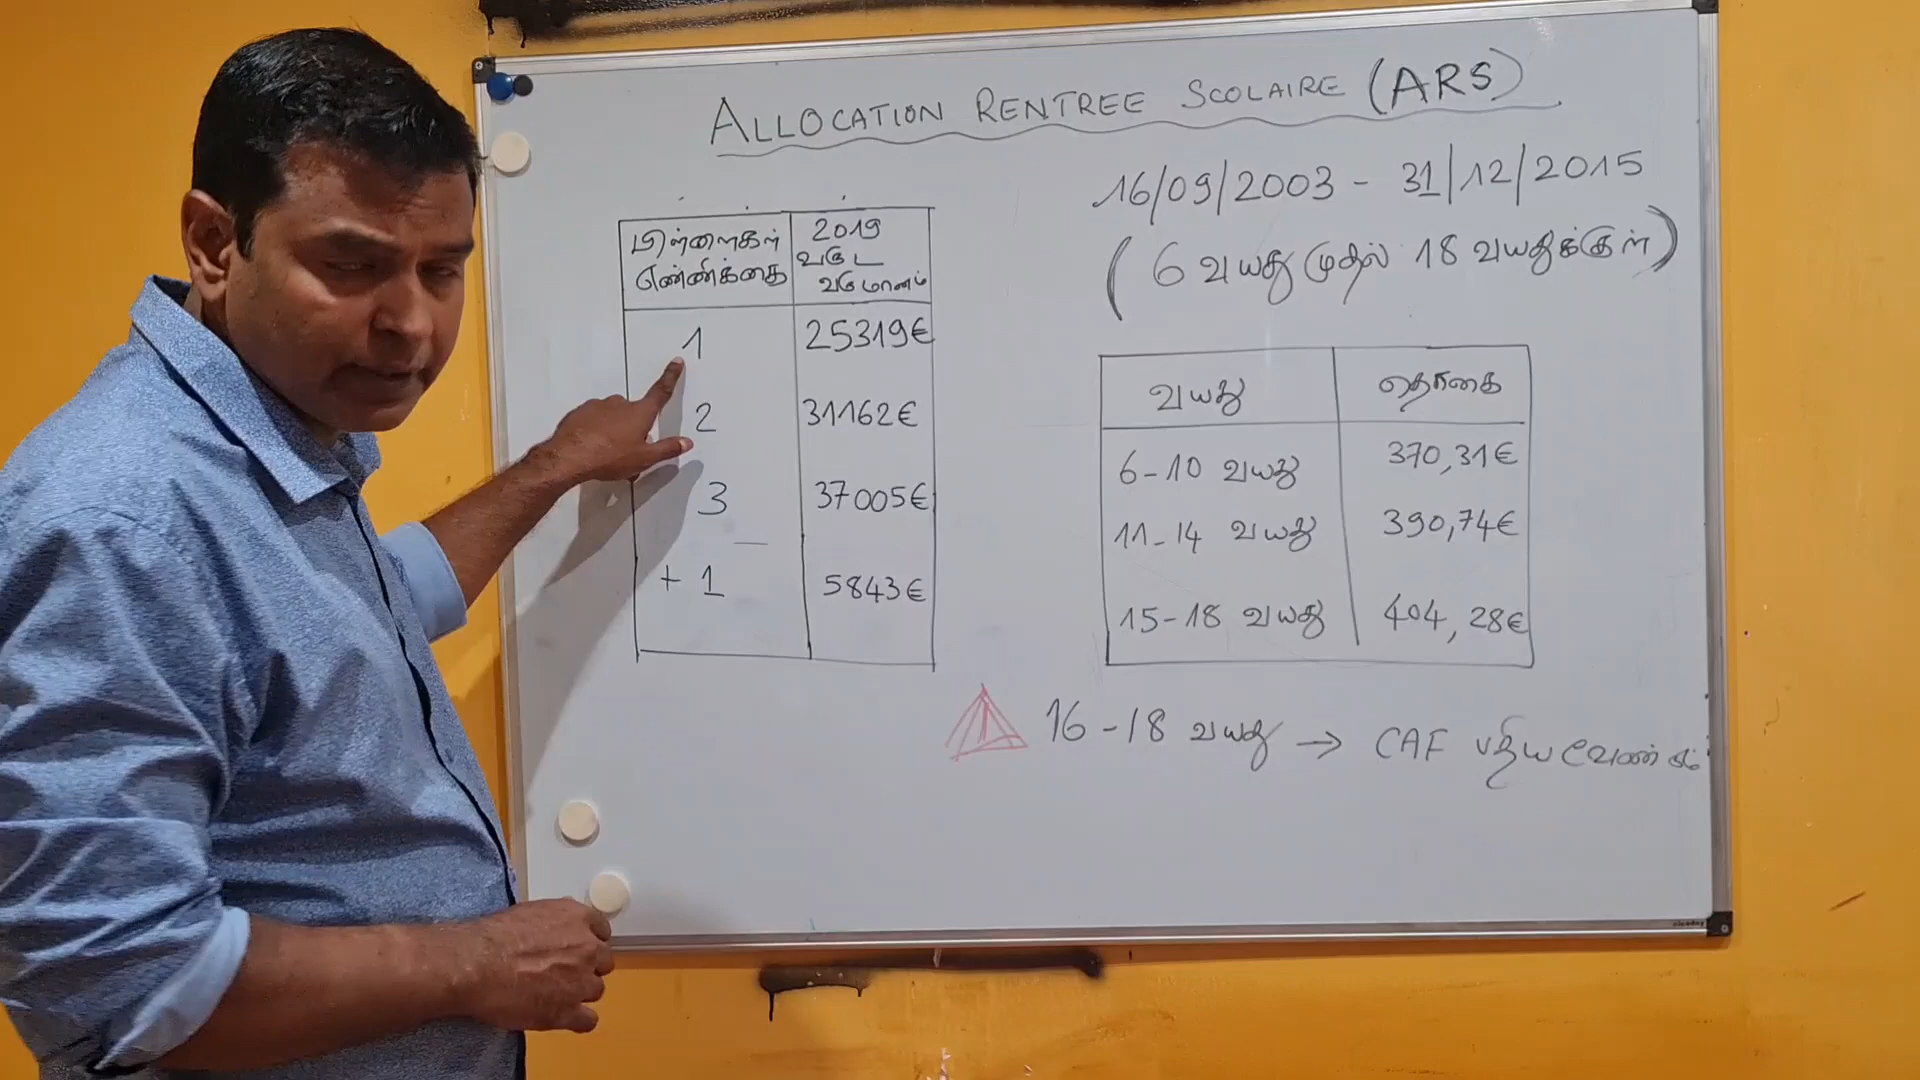 ALLOCATION RENTREE SCOLAIRE (ARS)
16/09/2003 - 31/12/2015
(6 வயது முதல் 18 வயதுக்குள்)
பிள்ளைகள் எண்ணிக்கை
2019 வருட வருமானம்
1 25319€
2 31162€
3 37005€
+ 1 5843€
வயது தொகை
6-10 வயது 370,31€
11-14 வயது 390,74€
15-18 வயது 404,28€
16-18 வயது → CAF பதிய வேண்டும்